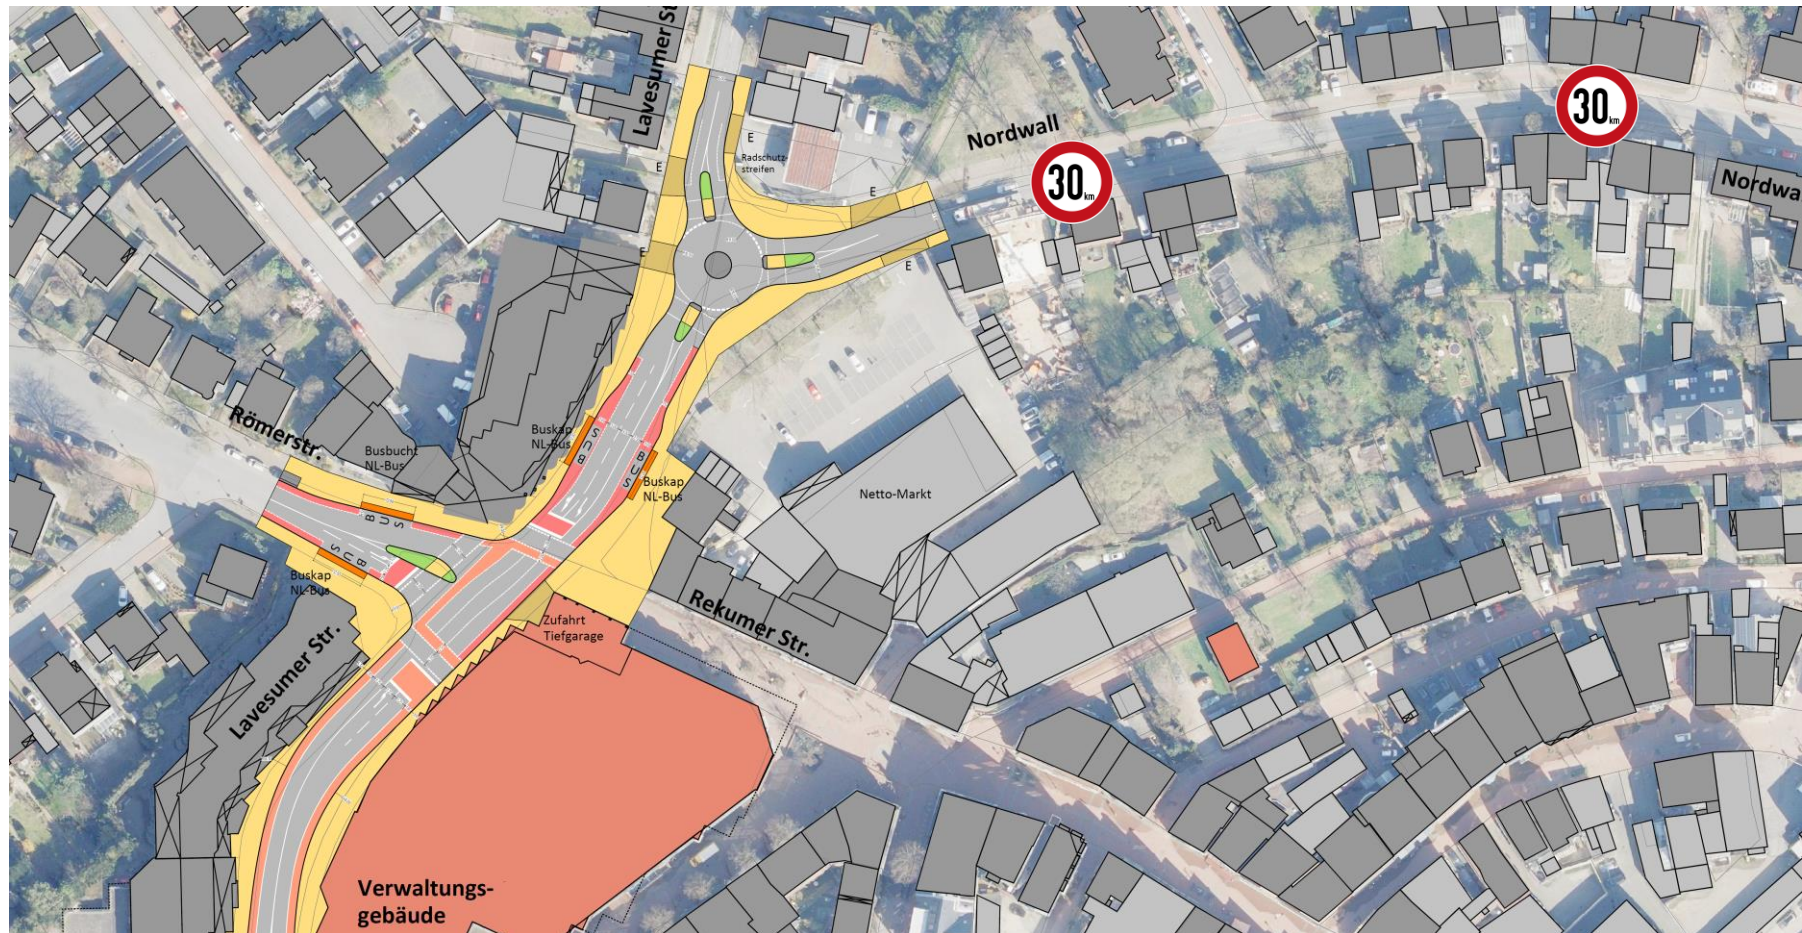 Lavesumer St
Nordwall
30
km
30
km
Nordwa
E
E
E
E
E
Radschutz-
streifen
Römerstr.
Busbucht
NL-Bus
Buskap
NL-Bus
BUS
BUS
Buskap
NL-Bus
Netto-Markt
BUS
BUS
Buskap
NL-Bus
Lavesumer Str.
Zufahrt
Tiefgarage
Rekumer Str.
Verwaltungs-
gebäude